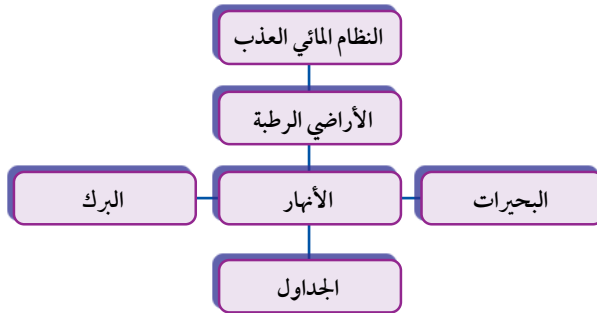 النظام المائي العذب
الأراضي الرطبة
البحيرات
الأنهار
البرك
الجداول